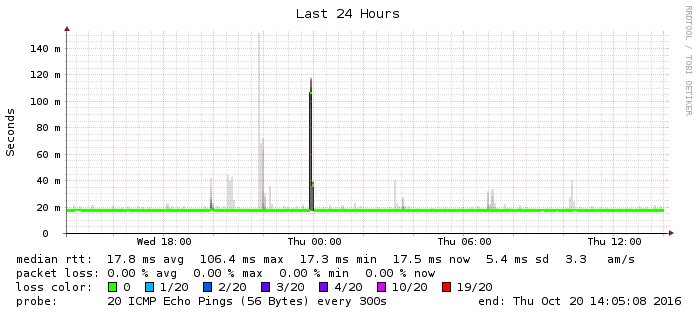 Last 24 Hours
RRDTOOL / TOBI OETIKER
Seconds
140 m
120 m
100 m
80 m
60 m
40 m
20 m
0
Wed 18:00 Thu 00:00 Thu 06:00 Thu 12:00
median rtt: 17.8 ms avg 106.4 ms max 17.3 ms min 17.5 ms now 5.4 ms sd 3.3 am/s
packet loss: 0.00 % avg 0.00 % max 0.00 % min 0.00 % now
loss color: 0 1/20 2/20 3/20 4/20 10/20 19/20
probe: 20 ICMP Echo Pings (56 Bytes) every 300s end: Thu Oct 20 14:05:08 2016